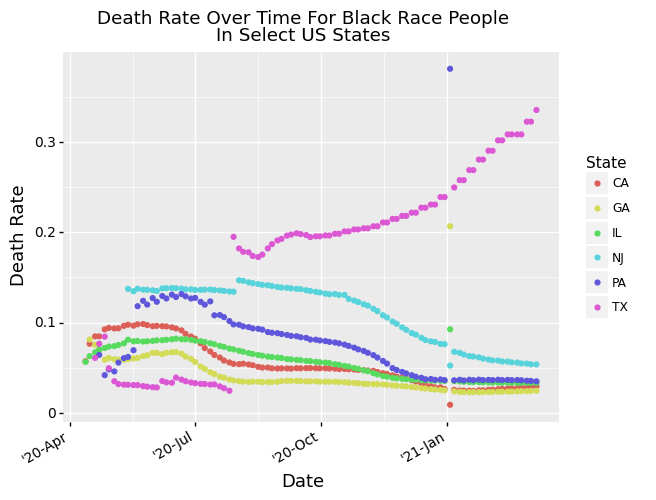 Death Rate Over Time For Black Race People
In Select US States
Death Rate
0.3
0.2
0.1
0
'20-Apr
'20-Jul
'20-Oct
'21-Jan
Date
State
CA
GA
IL
NJ
PA
TX